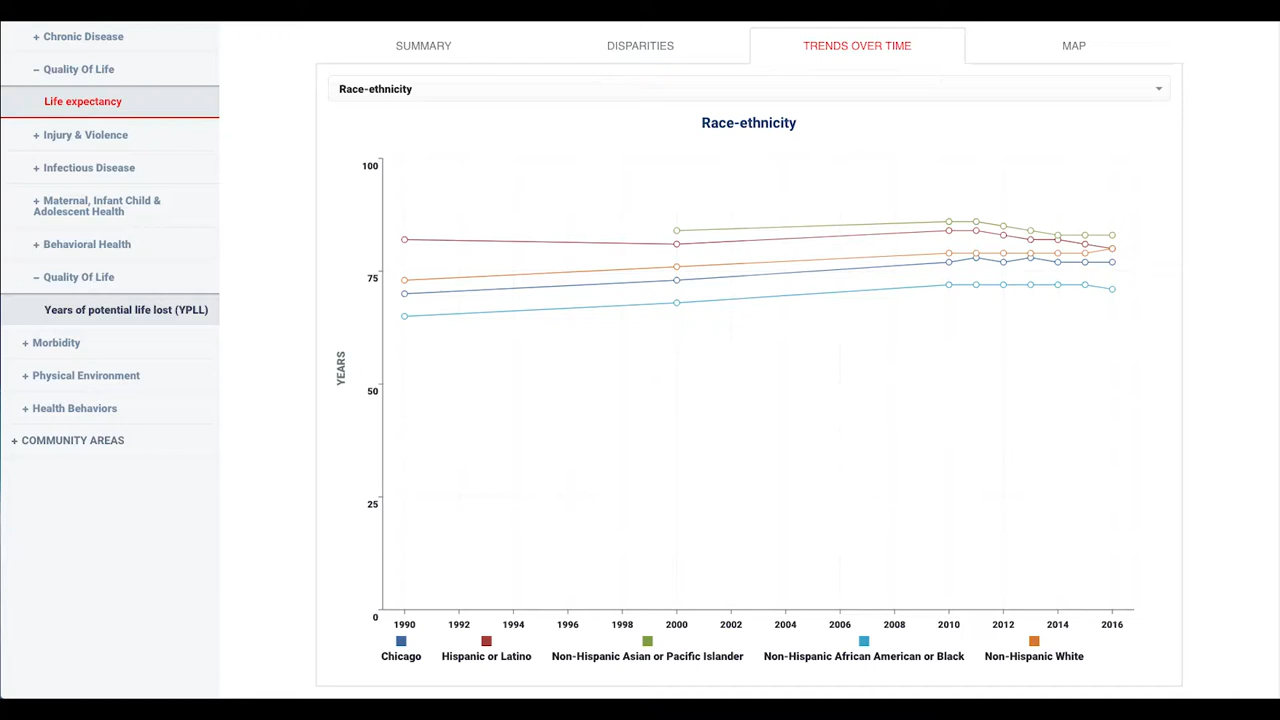 + Chronic Disease
– Quality Of Life
Life expectancy
+ Injury & Violence
+ Infectious Disease
+ Maternal, Infant Child &
Adolescent Health
+ Behavioral Health
– Quality Of Life
Years of potential life lost (YPLL)
+ Morbidity
+ Physical Environment
+ Health Behaviors
+ COMMUNITY AREAS
SUMMARY DISPARITIES TRENDS OVER TIME MAP
Race-ethnicity
Race-ethnicity
YEARS
100
75
50
25
0
1990 1992 1994 1996 1998 2000 2002 2004 2006 2008 2010 2012 2014 2016
Chicago Hispanic or Latino Non-Hispanic Asian or Pacific Islander Non-Hispanic African American or Black Non-Hispanic White